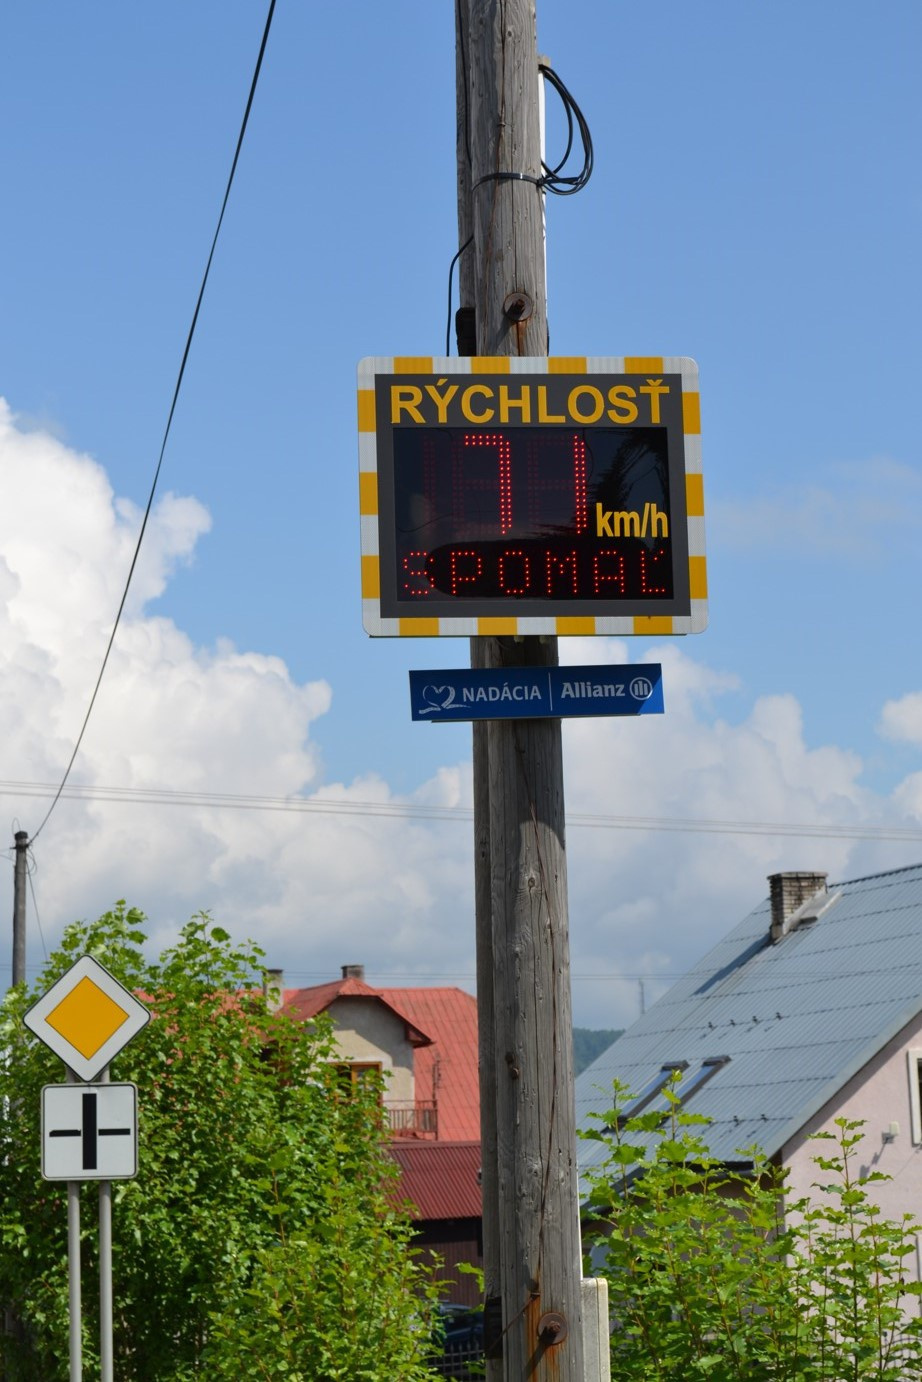 RÝCHLOSŤ
71 km/h
SPOMAĽ
NADÁCIA | Allianz